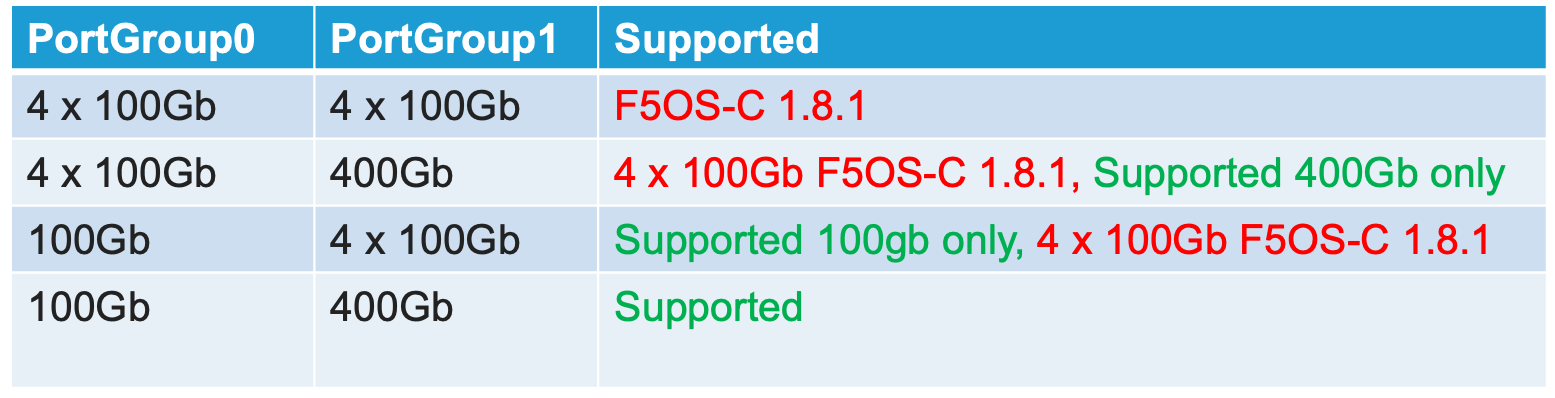 PortGroup0 PortGroup1 Supported
4 x 100Gb 4 x 100Gb F5OS-C 1.8.1
4 x 100Gb 400Gb 4 x 100Gb F5OS-C 1.8.1, Supported 400Gb only
100Gb 4 x 100Gb Supported 100gb only, 4 x 100Gb F5OS-C 1.8.1
100Gb 400Gb Supported